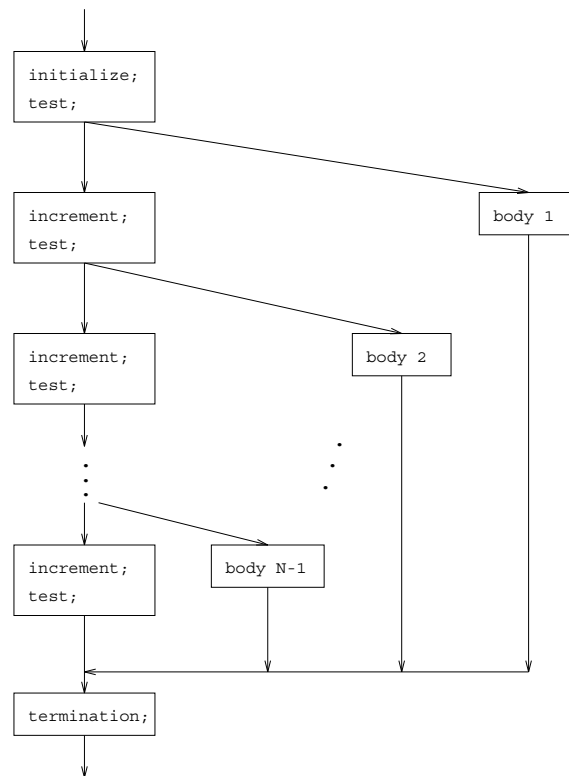 initialize;
test;
increment;
test;
body 1
increment;
test;
body 2
increment;
test;
body N-1
termination;